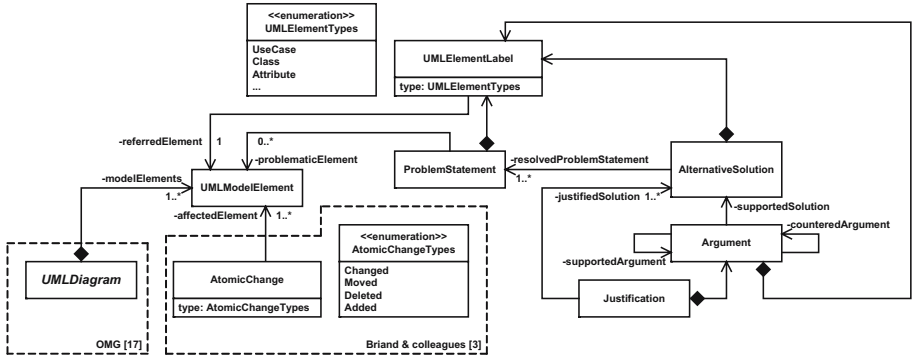 <<enumeration>>
UMLElementTypes
UseCase
Class
Attribute
...
UMLElementLabel
type: UMLElementTypes
-referredElement
1
0..*
-problematicElement
ProblemStatement
-resolvedProblemStatement
1..*
AlternativeSolution
-modelElements
1..*
UMLModelElement
-justifiedSolution
1..*
-affectedElement
1..*
-supportedSolution
-counteredArgument
<<enumeration>>
AtomicChangeTypes
Changed
Moved
Deleted
Added
Argument
-supportedArgument
UMLDiagram
AtomicChange
type: AtomicChangeTypes
Justification
OMG [17]
Briand & colleagues [3]